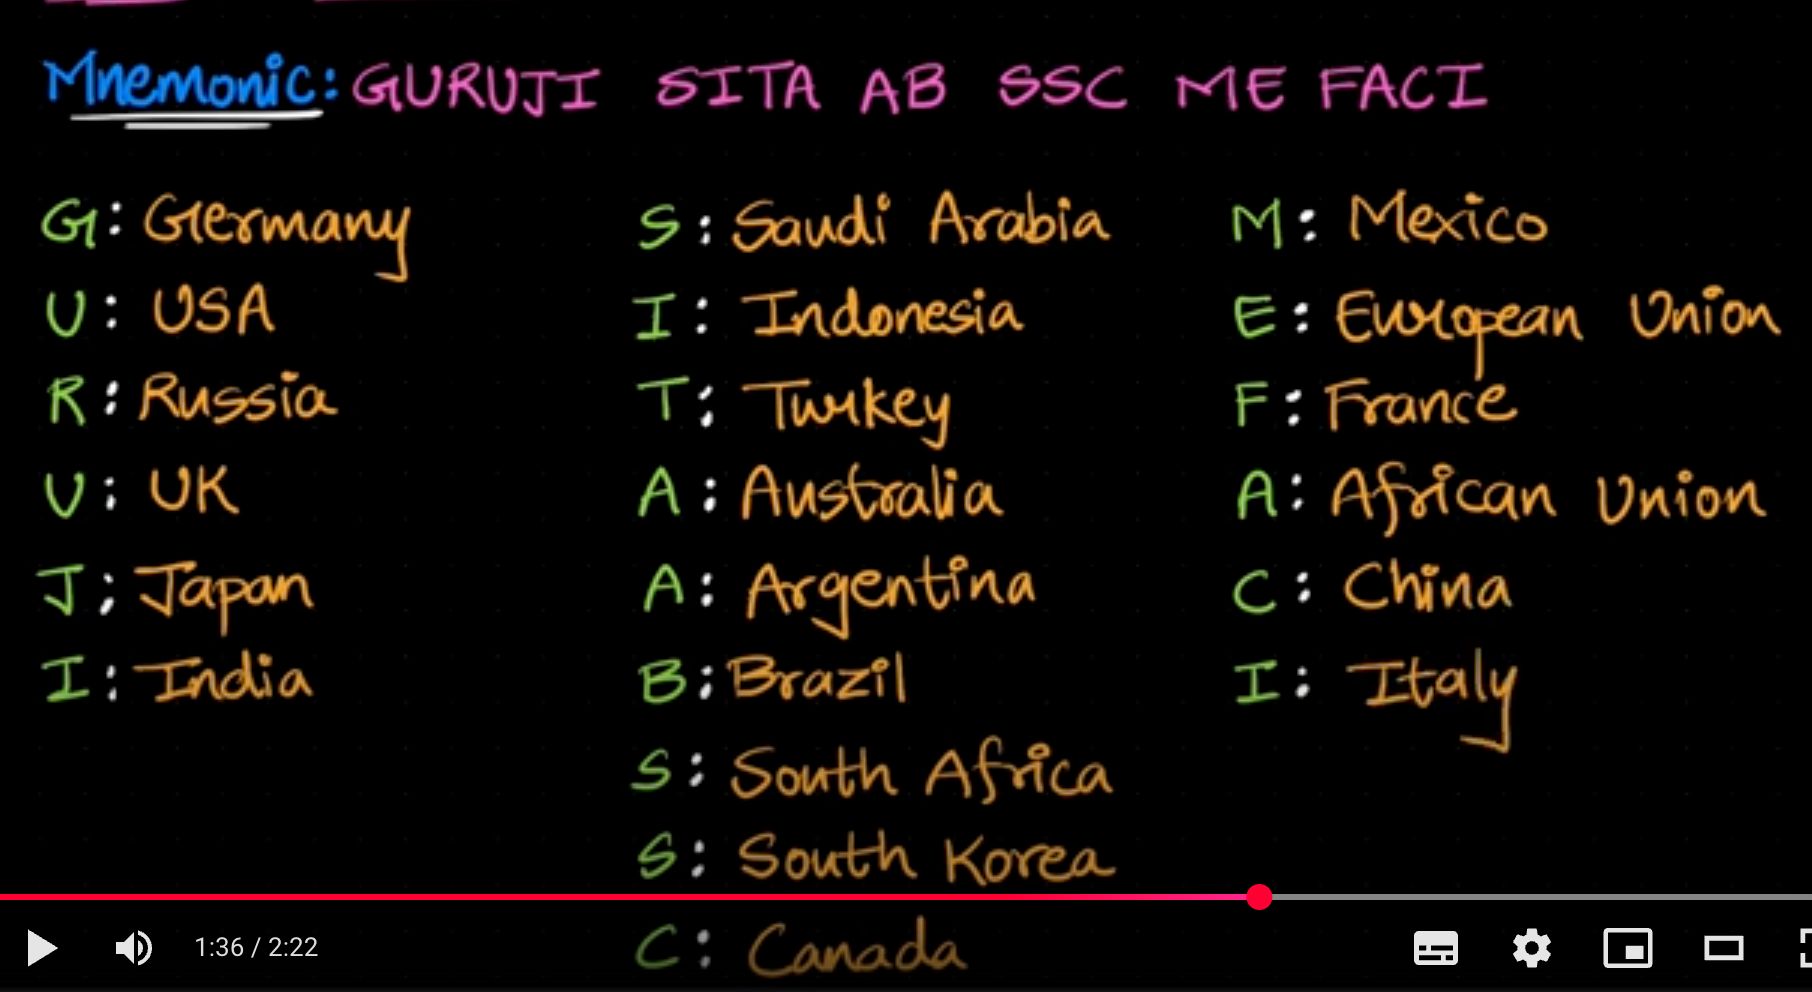 Mnemonic: GURUJI SITA AB SSC ME FACI
G: Germany
U: USA
R: Russia
U: UK
J: Japan
I: India
S: Saudi Arabia
I: Indonesia
T: Turkey
A: Australia
A: Argentina
B: Brazil
S: South Africa
S: South Korea
C: Canada
M: Mexico
E: European Union
F: France
A: African Union
C: China
I: Italy
1:36 / 2:22